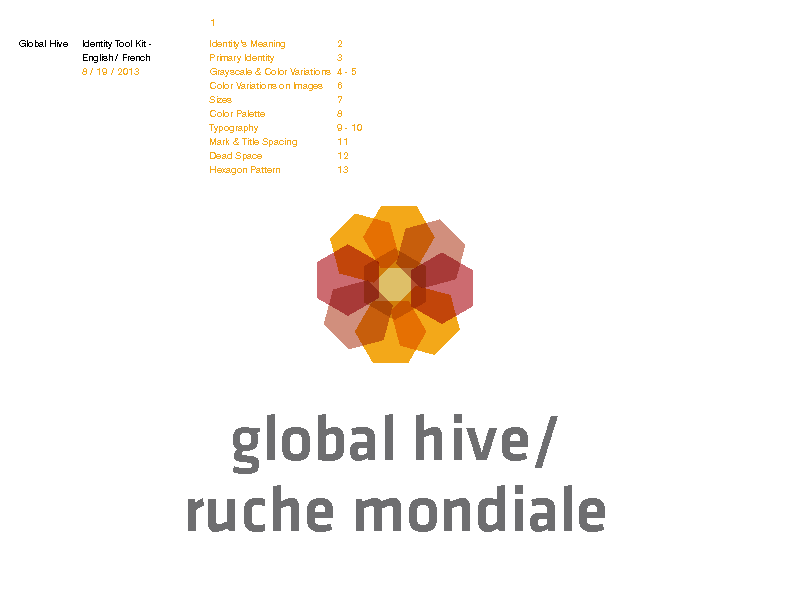 1
Global Hive
Identity Tool Kit -
English / French
8 / 19 / 2013
Identity's Meaning 2
Primary Identity 3
Grayscale & Color Variations 4 - 5
Color Variations on Images 6
Sizes 7
Color Palette 8
Typography 9 - 10
Mark & Title Spacing 11
Dead Space 12
Hexagon Pattern 13
global hive/
ruche mondiale